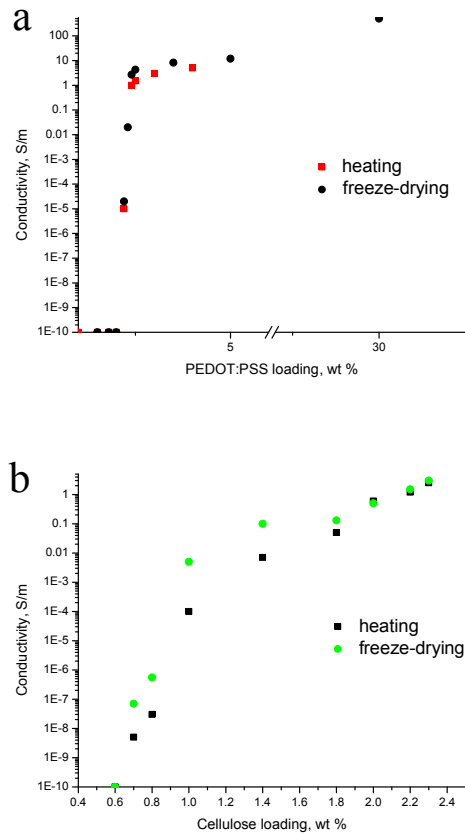 a
100
10
1
0.1
0.01
1E-3
1E-4
1E-5
1E-6
1E-7
1E-8
1E-9
1E-10
Conductivity, S/m
heating
freeze-drying
5
30
PEDOT:PSS loading, wt %
b
1
0.1
0.01
1E-3
1E-4
1E-5
1E-6
1E-7
1E-8
1E-9
1E-10
Conductivity, S/m
heating
freeze-drying
0.4 0.6 0.8 1.0 1.2 1.4 1.6 1.8 2.0 2.2 2.4
Cellulose loading, wt %